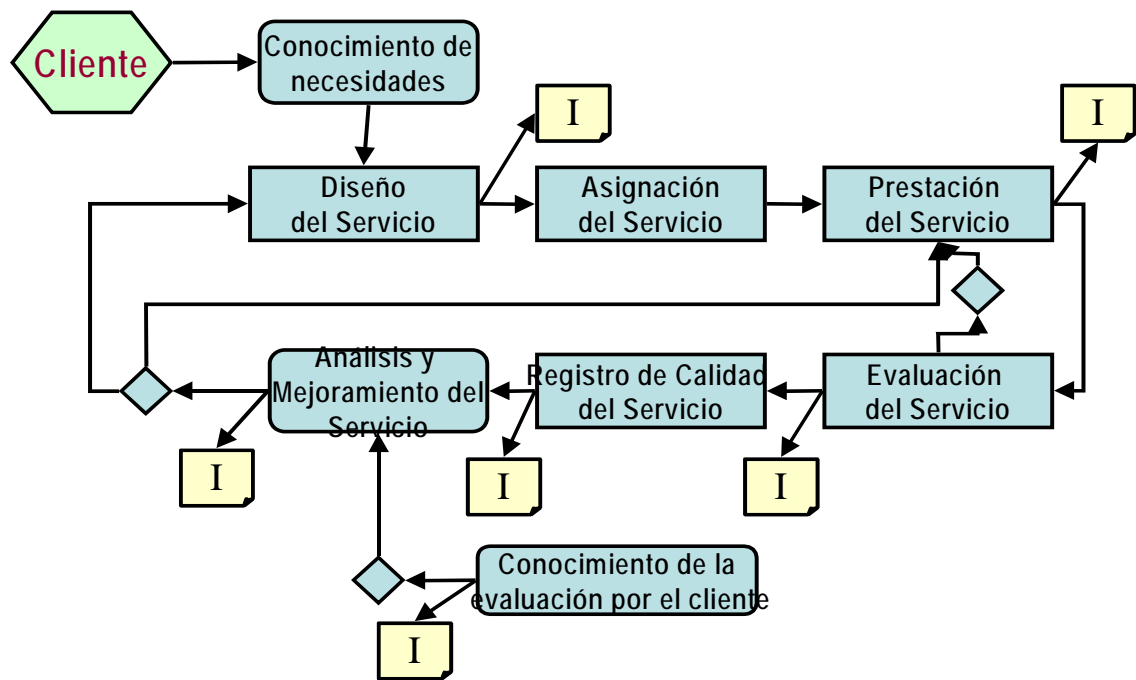 Cliente
Conocimiento de
necesidades
I
I
Diseño
del Servicio
Asignación
del Servicio
Prestación
del Servicio
Análisis y
Mejoramiento del
Servicio
Registro de Calidad
del Servicio
Evaluación
del Servicio
I
I
I
Conocimiento de la
evaluación por el cliente
I